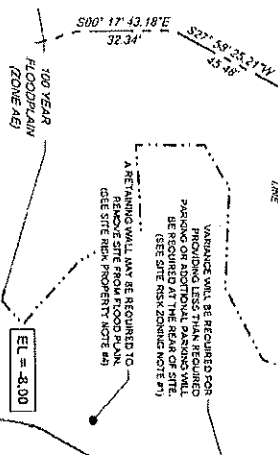 S00° 17' 43.18"E
32.34'
S27° 58' 25.21"W
45.48'
LINE
VARIANCE WILL BE REQUIRED FOR
PROVIDING LESS THAN REQUIRED
PARKING OR ADDITIONAL PARKING WILL
BE REQUIRED AT THE REAR OF SITE.
(SEE SITE RISK ZONING NOTE #1)
A RETAINING WALL MAY BE REQUIRED TO
REMOVE SITE FROM FLOOD PLAIN.
(SEE SITE RISK PROPERTY NOTE #4)
100 YEAR
FLOODPLAIN
(ZONE AE)
EL = -8.00